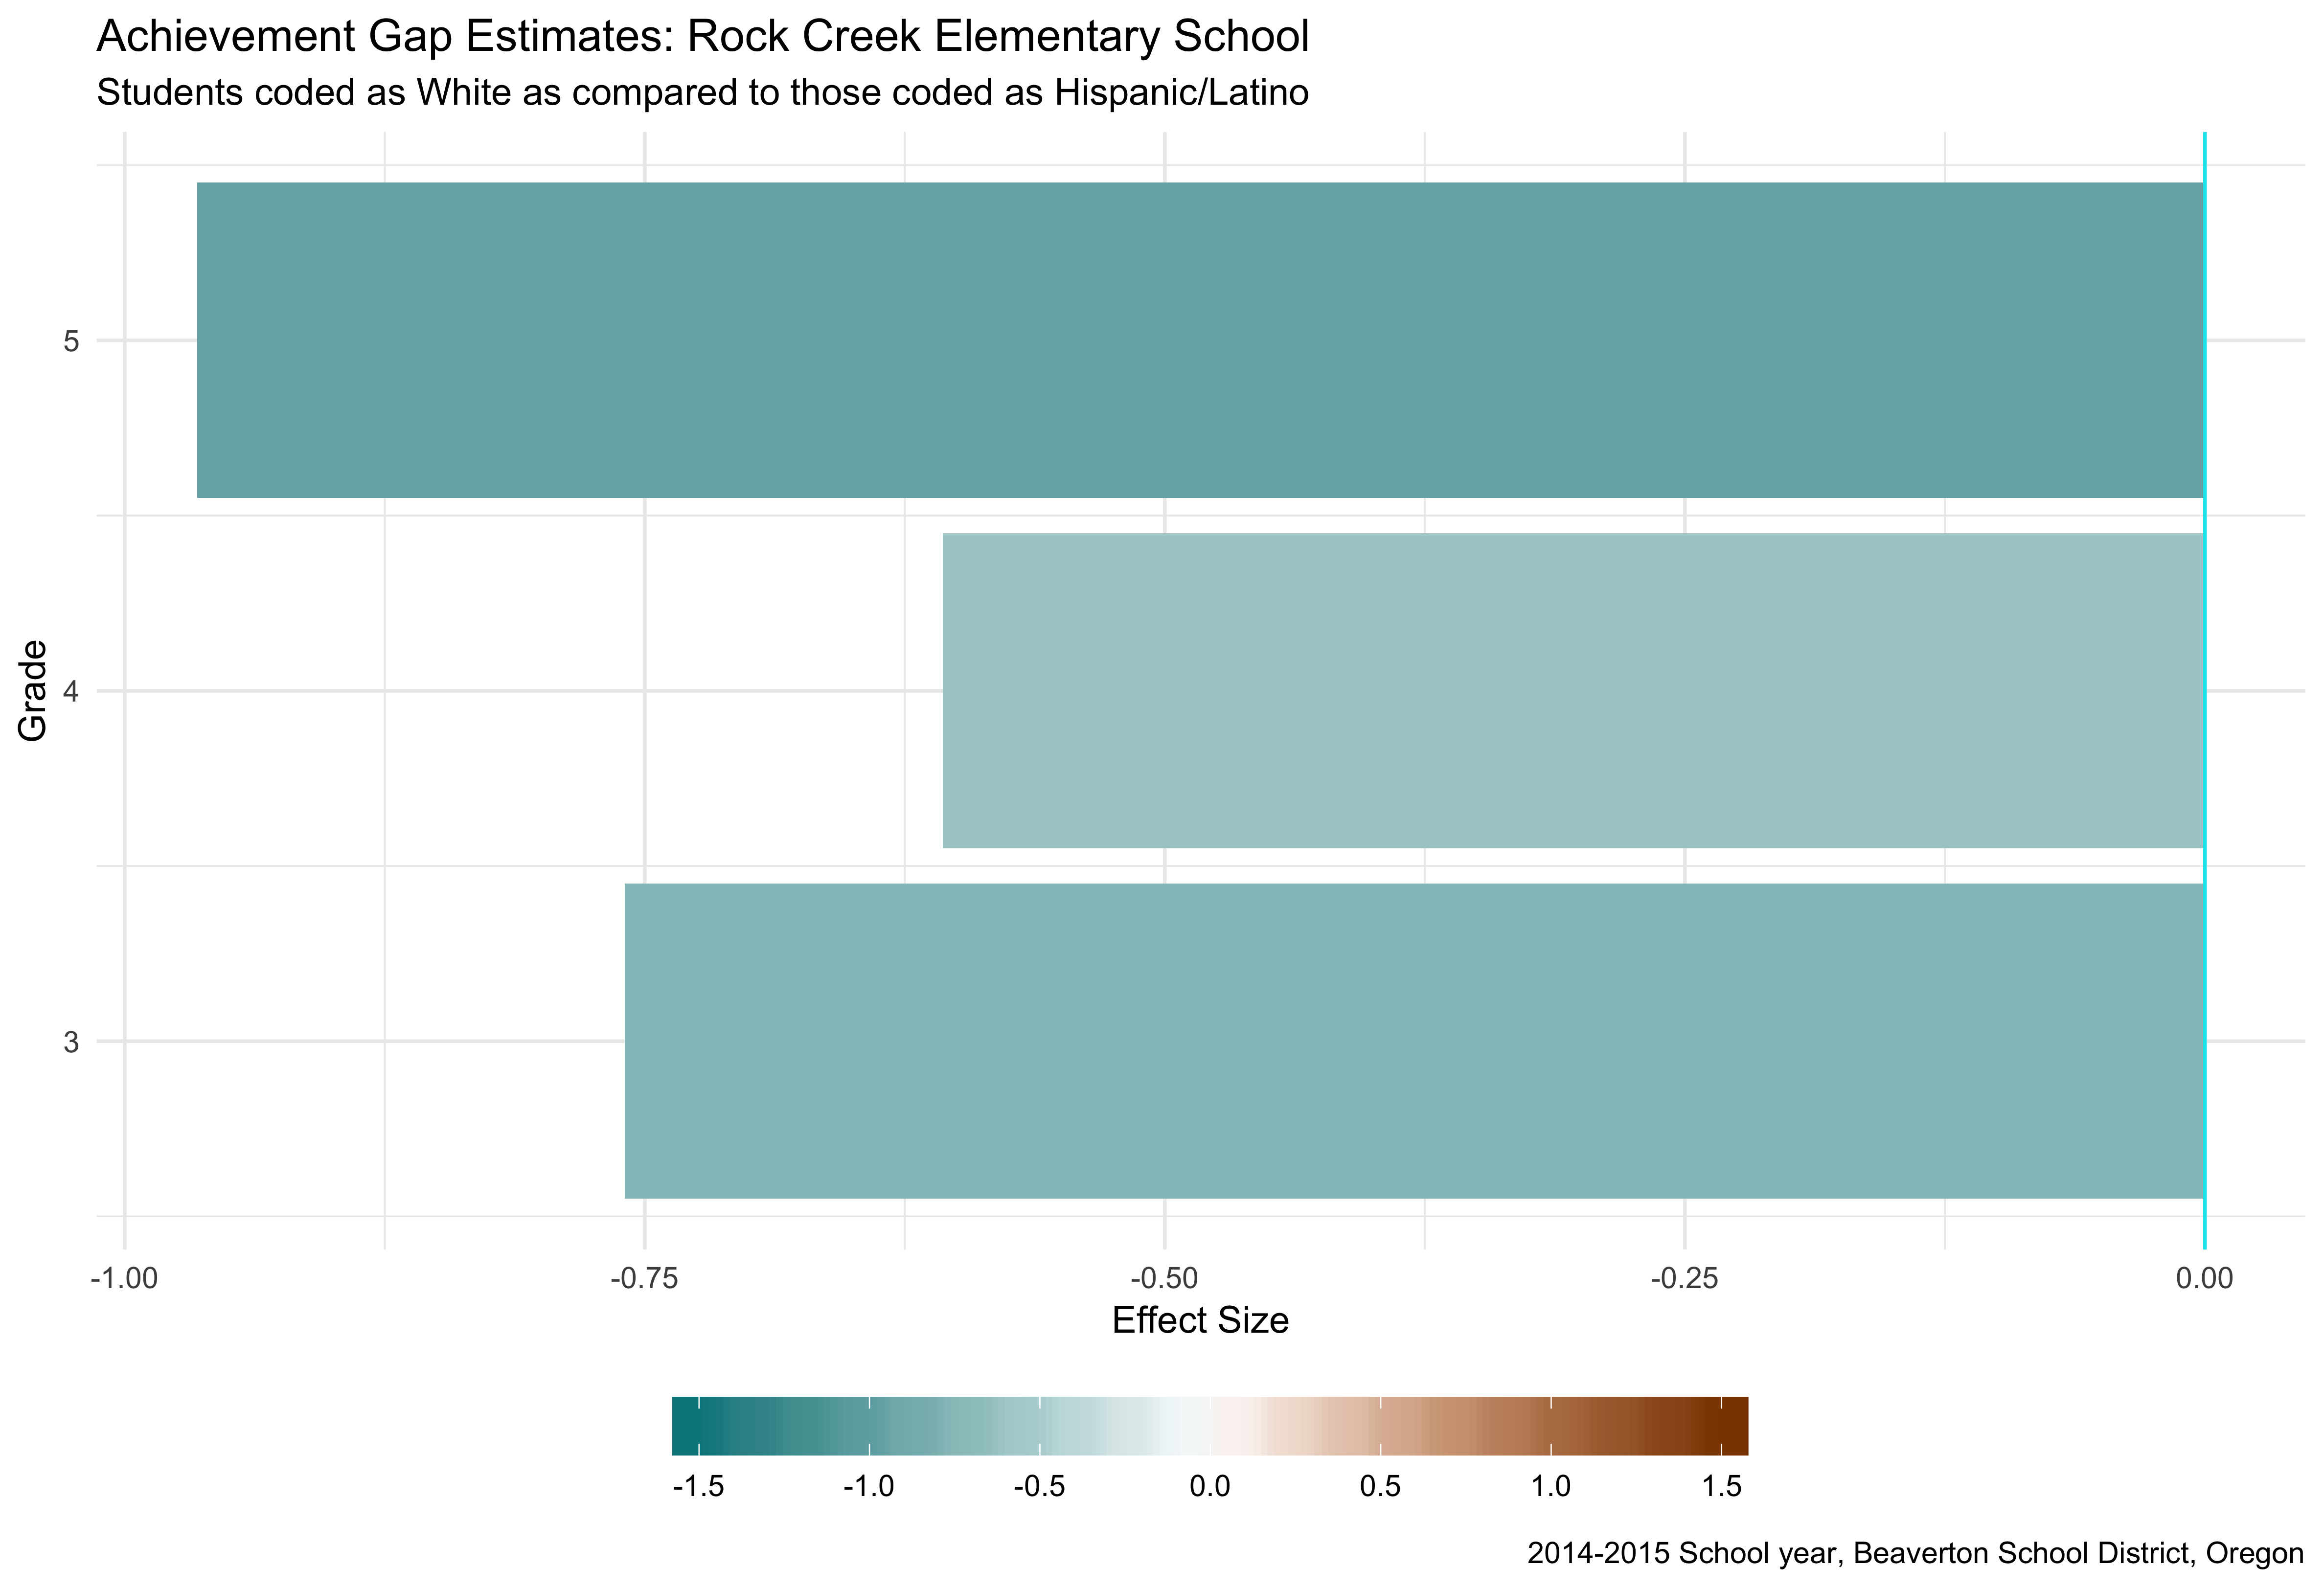 Achievement Gap Estimates: Rock Creek Elementary School
Students coded as White as compared to those coded as Hispanic/Latino
Grade
5
4
3
-1.00 -0.75 -0.50 -0.25 0.00
Effect Size
-1.5 -1.0 -0.5 0.0 0.5 1.0 1.5
2014-2015 School year, Beaverton School District, Oregon